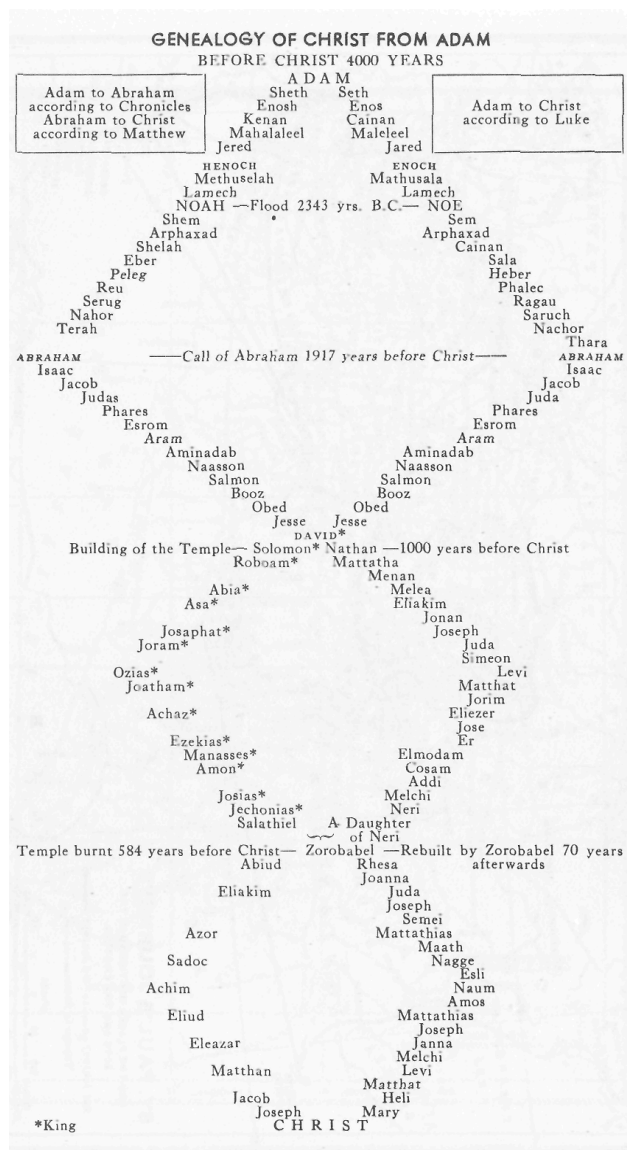 GENEALOGY OF CHRIST FROM ADAM
BEFORE CHRIST 4000 YEARS
ADAM
Adam to Abraham
according to Chronicles
Abraham to Christ
according to Matthew
Adam to Christ
according to Luke
Sheth Seth
Enosh Enos
Kenan Cainan
Mahalaleel Maleleel
Jered Jared
HENOCH ENOCH
Methuselah Mathusala
Lamech Lamech
NOAH —Flood 2343 yrs. B.C.— NOE
Shem Sem
Arphaxad Arphaxad
Shelah Cainan
Eber Sala
Peleg Heber
Reu Phalec
Serug Ragau
Nahor Saruch
Terah Nachor
Thara
ABRAHAM ——Call of Abraham 1917 years before Christ—— ABRAHAM
Isaac Isaac
Jacob Jacob
Judas Juda
Phares Phares
Esrom Esrom
Aram Aram
Aminadab Aminadab
Naasson Naasson
Salmon Salmon
Booz Booz
Obed Obed
Jesse Jesse
DAVID*
Building of the Temple— Solomon* Nathan —1000 years before Christ
Roboam* Mattatha
Menan
Abia* Melea
Asa* Eliakim
Jonan
Josaphat* Joseph
Joram* Juda
Simeon
Ozias* Levi
Joatham* Matthat
Jorim
Achaz* Eliezer
Jose
Ezekias* Er
Manasses* Elmodam
Amon* Cosam
Addi
Josias* Melchi
Jechonias* Neri
Salathiel A Daughter
of Neri
Temple burnt 584 years before Christ— Zorobabel —Rebuilt by Zorobabel 70 years
Abiud Rhesa afterwards
Joanna
Eliakim Juda
Joseph
Semei
Azor Mattathias
Maath
Sadoc Nagge
Esli
Achim Naum
Amos
Eliud Mattathias
Joseph
Eleazar Janna
Melchi
Matthan Levi
Matthat
Jacob Heli
Joseph Mary
*King CHRIST